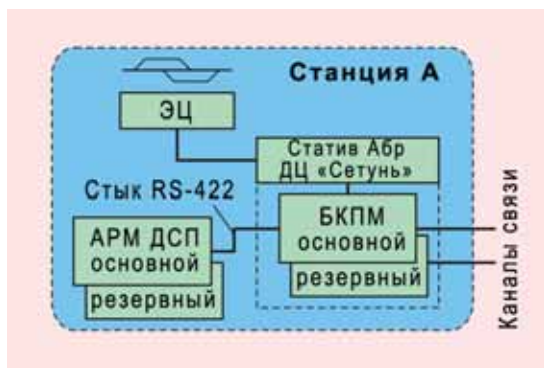 Станция А
ЭЦ
Статив Абр
ДЦ «Сетунь»
Стык RS-422
БКПМ
основной
резервный
АРМ ДСП
основной
резервный
Каналы связи